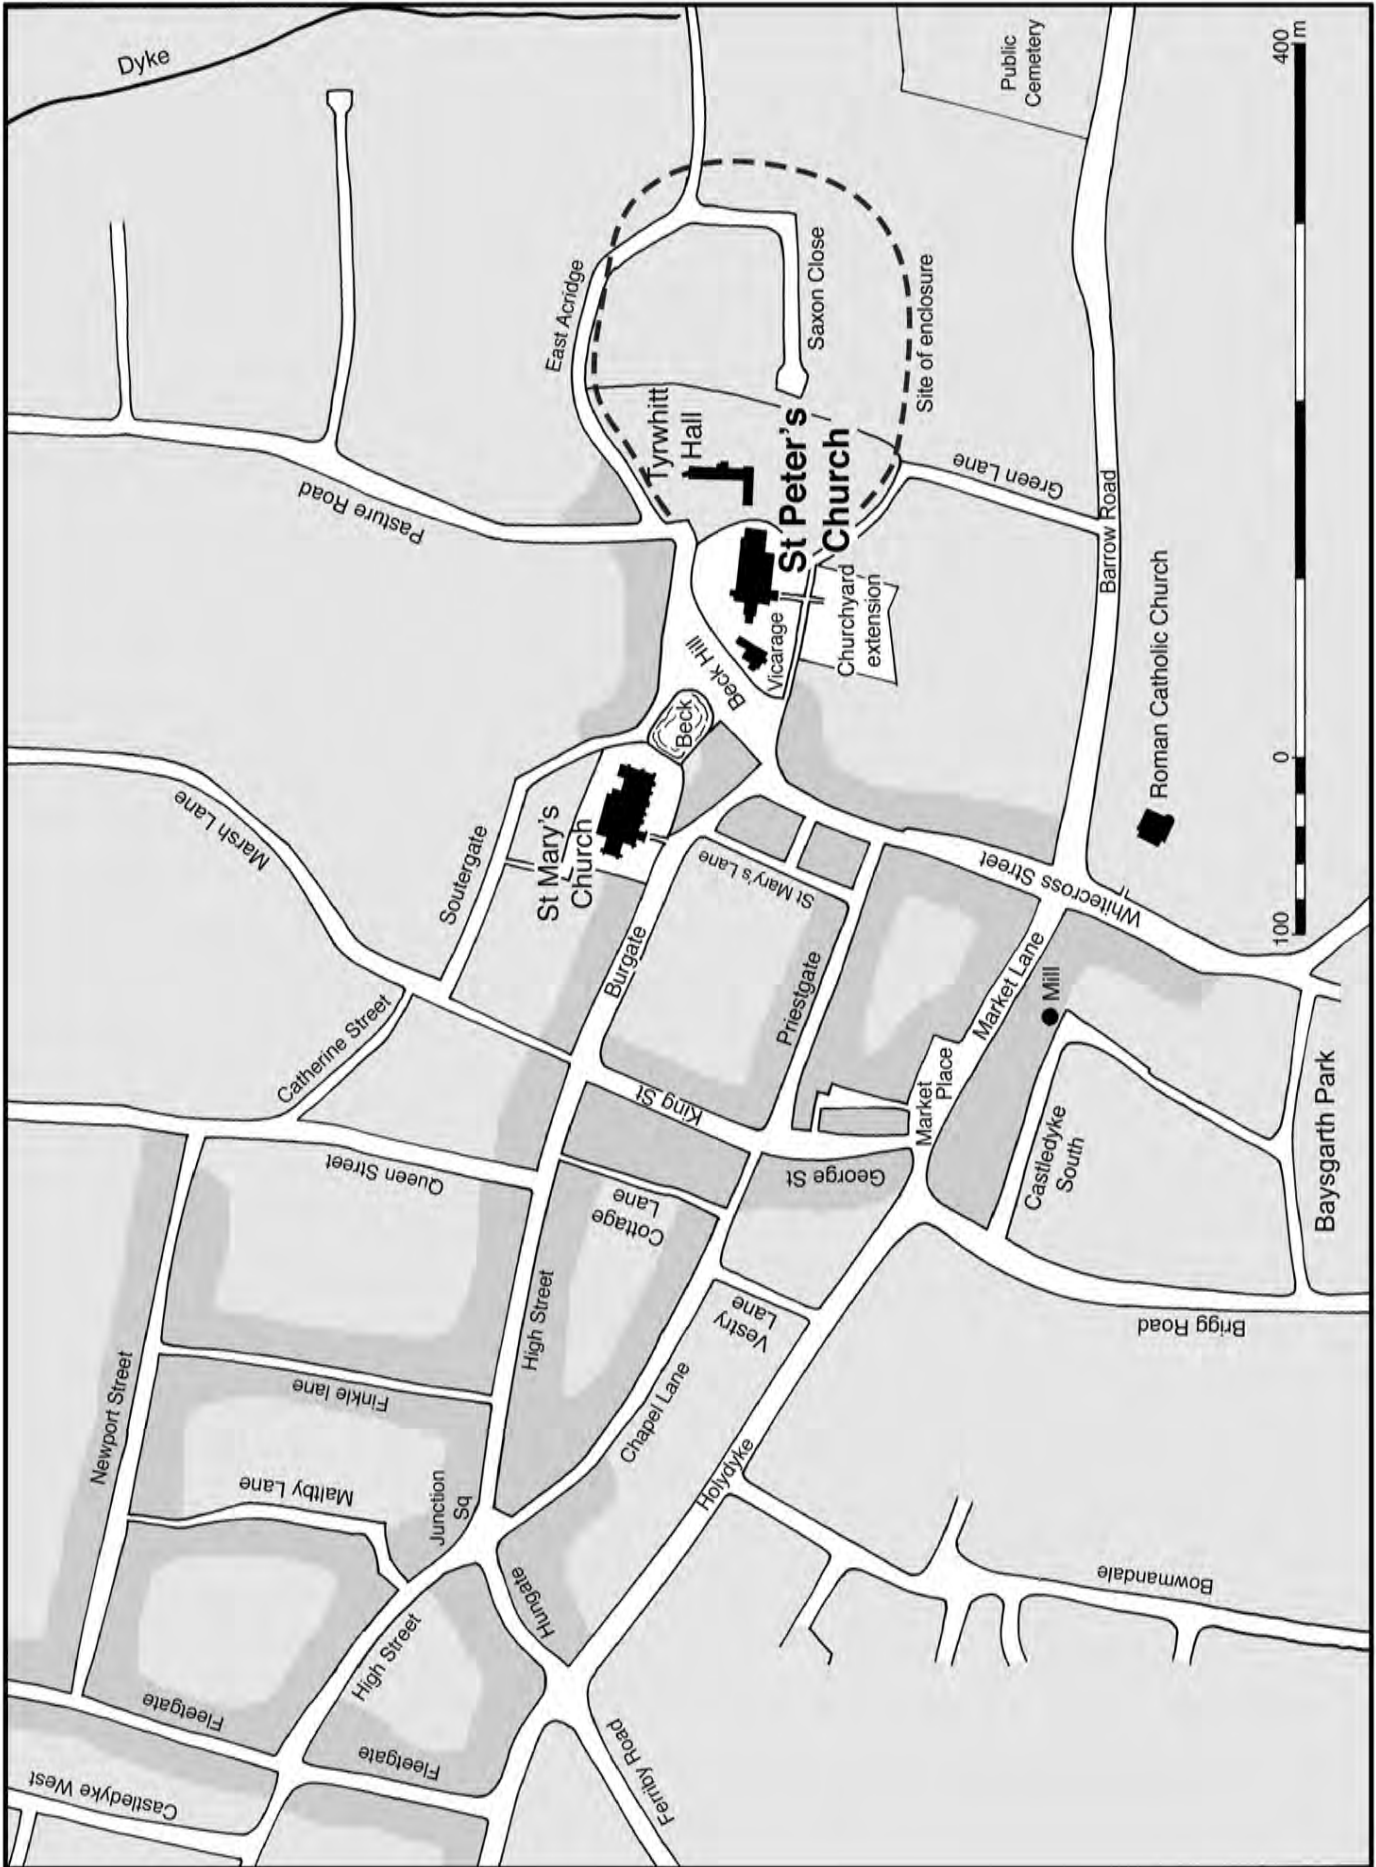 Dyke
Public
Cemetery
400 m
East Acridge
Saxon Close
Site of enclosure
Tyrwhitt
Hall
St Peter's
Church
Green Lane
Pasture Road
Barrow Road
Churchyard
extension
Vicarage
Beck Hill
Beck
Roman Catholic Church
0
Marsh Lane
Soutergate
St Mary's
Church
St Mary's Lane
Whitecross Street
100
Burgate
Priestgate
Market Lane
Mill
Catherine Street
King St
Market
Place
Castledyke
South
Baysgarth Park
Queen Street
George St
Cottage
Lane
High Street
Vestry
Lane
Brigg Road
Newport Street
Finkle lane
Chapel Lane
Maltby Lane
Junction
Sq
Holydyke
Hungate
Bowmandale
High Street
Fleetgate
Fleetgate
Ferriby Road
Castledyke West